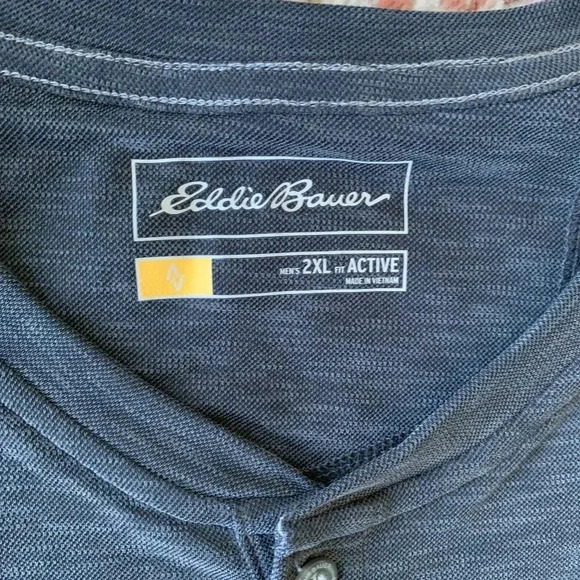 Eddie Bauer
MEN'S 2XL FIT ACTIVE
MADE IN VIETNAM